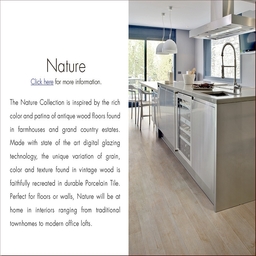 Nature
Click here for more information.
The Nature Collection is inspired by the rich
color and patina of antique wood floors found
in farmhouses and grand country estates.
Made with state of the art digital glazing
technology, the unique variation of grain,
color and texture found in vintage wood is
faithfully recreated in durable Porcelain Tile.
Perfect for floors or walls, Nature will be at
home in interiors ranging from traditional
townhomes to modern office lofts.